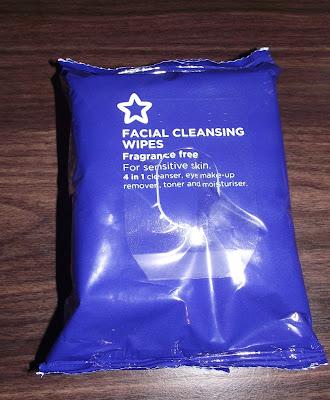 FACIAL CLEANSING
WIPES
Fragrance free
For sensitive skin.
4 in 1 cleanser, eye make-up
remover, toner and moisturiser.